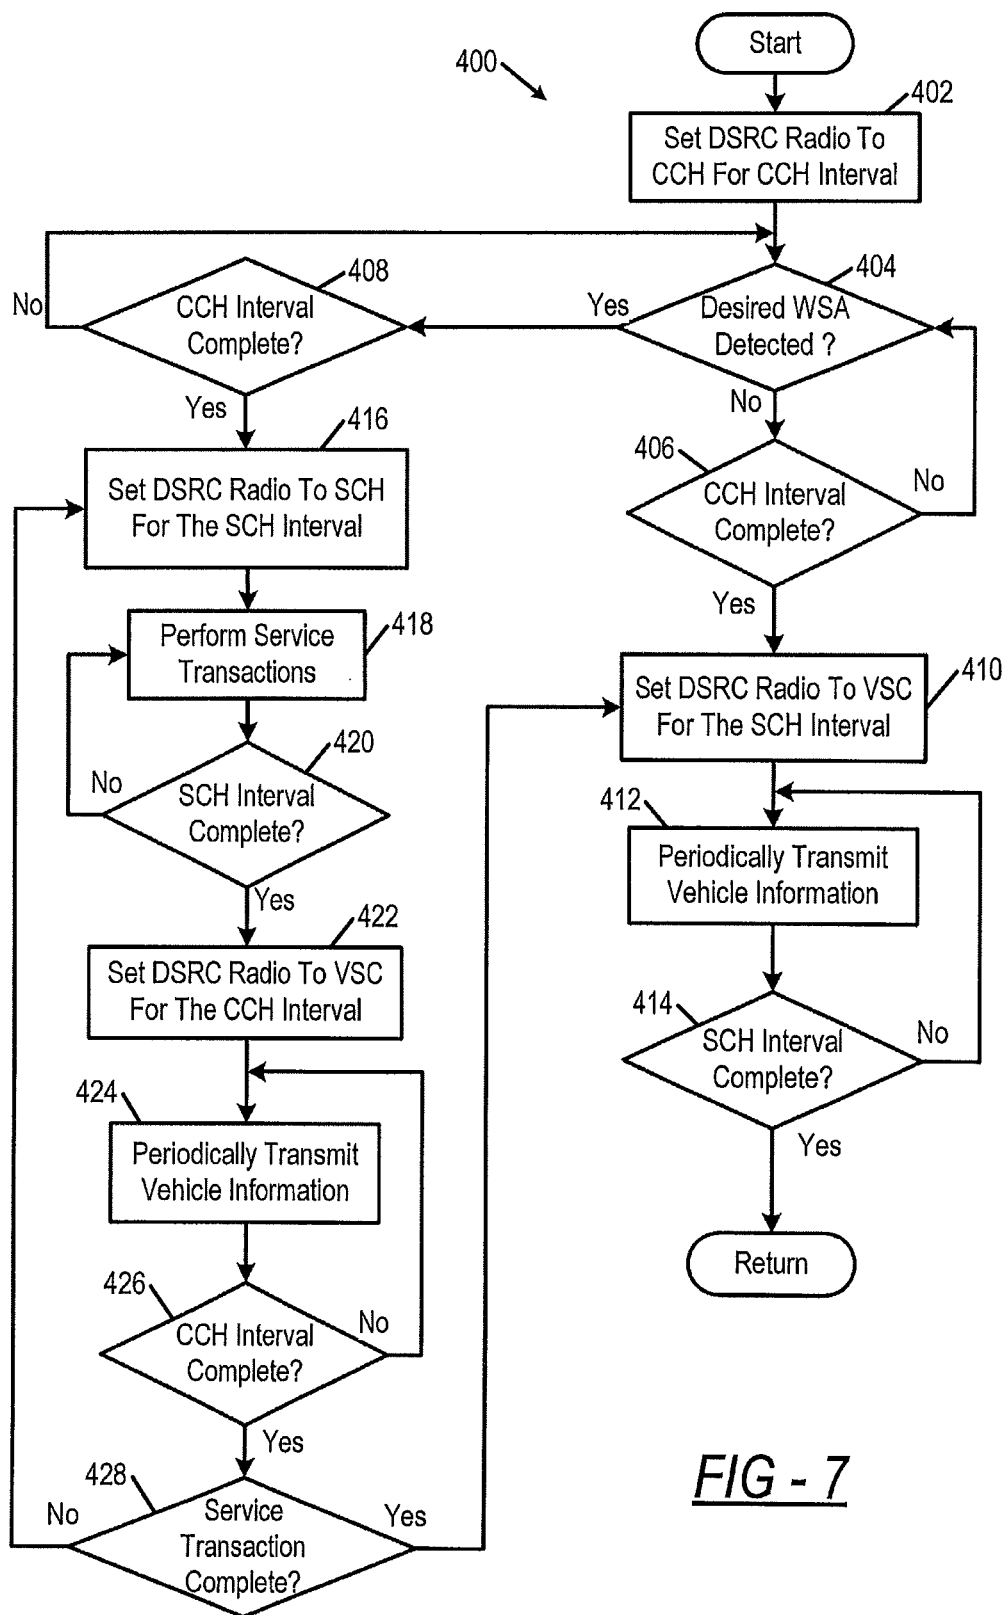 Start
400
402
Set DSRC Radio To
CCH For CCH Interval
408
404
No
CCH Interval
Complete?
Yes
Desired WSA
Detected ?
Yes
No
416
406
Set DSRC Radio To SCH
For The SCH Interval
CCH Interval
Complete?
No
Yes
Perform Service
Transactions
418
410
Set DSRC Radio To VSC
For The SCH Interval
420
No
SCH Interval
Complete?
412
Periodically Transmit
Vehicle Information
Yes
422
Set DSRC Radio To VSC
For The CCH Interval
414
SCH Interval
Complete?
No
424
Periodically Transmit
Vehicle Information
Yes
Return
426
CCH Interval
Complete?
No
Yes
428
No
Service
Transaction
Complete?
Yes
FIG - 7